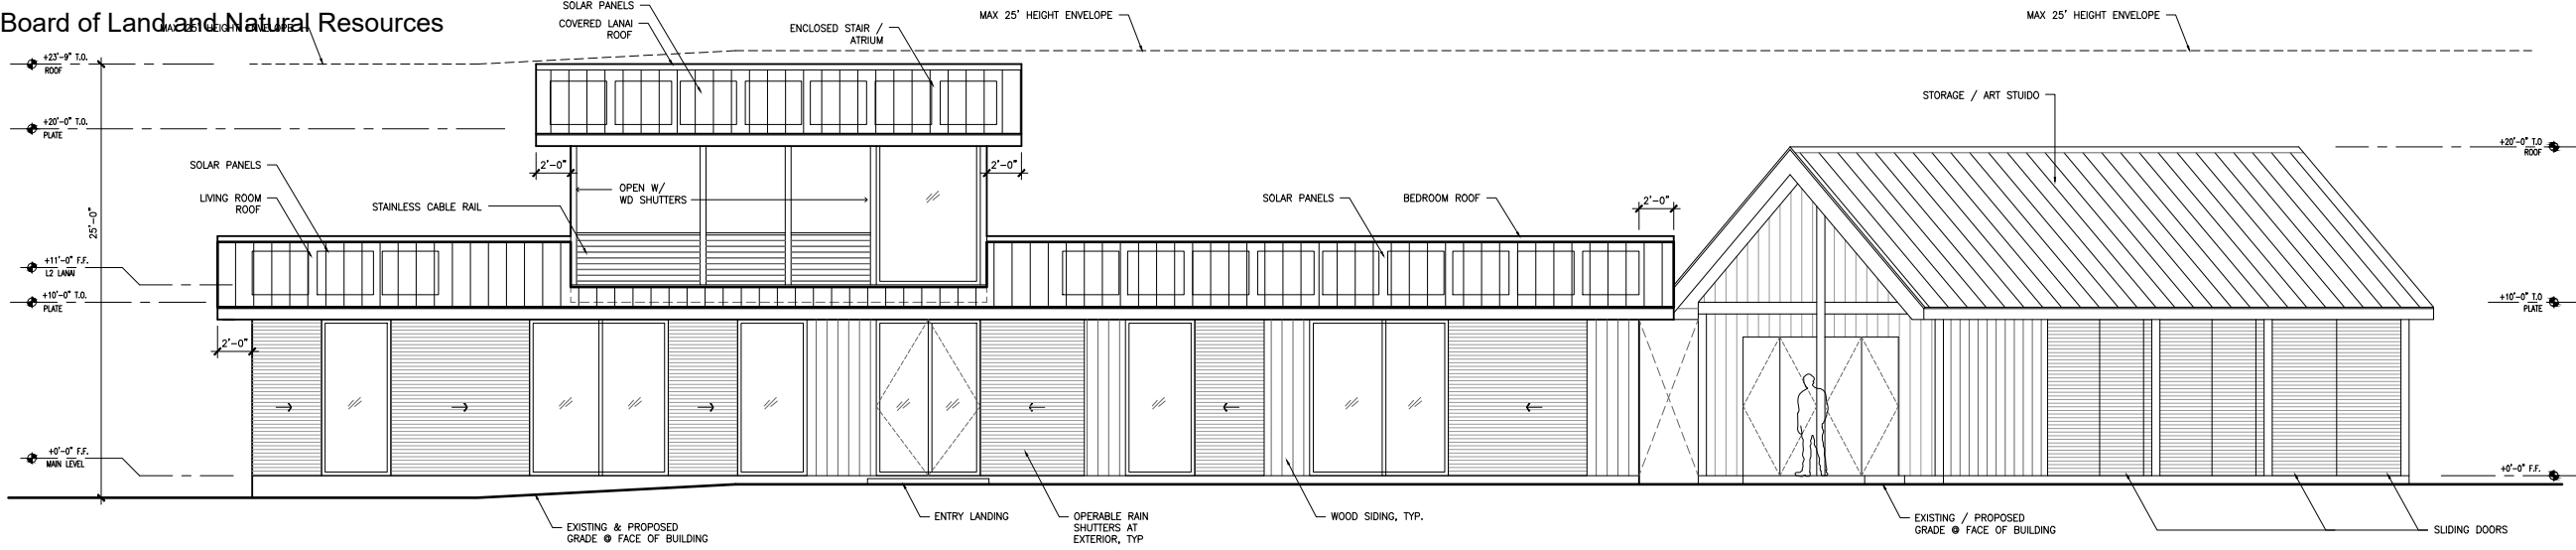 Board of Land and Natural Resources
MAX 25' HEIGHT ENVELOPE
SOLAR PANELS
COVERED LANAI
ROOF
ENCLOSED STAIR /
ATRIUM
MAX 25' HEIGHT ENVELOPE
MAX 25' HEIGHT ENVELOPE
+23'-9" T.O.
ROOF
+20'-0" T.O.
PLATE
STORAGE / ART STUIDO
+20'-0" T.O
ROOF
SOLAR PANELS
LIVING ROOM
ROOF
STAINLESS CABLE RAIL
2'-0"
OPEN W/
WD SHUTTERS
2'-0"
SOLAR PANELS
BEDROOM ROOF
2'-0"
25'-0"
+11'-0" F.F.
L2 LANAI
+10'-0" T.O.
PLATE
+10'-0" T.O
PLATE
2'-0"
+0'-0" F.F.
MAIN LEVEL
+0'-0" F.F.
EXISTING & PROPOSED
GRADE @ FACE OF BUILDING
ENTRY LANDING
OPERABLE RAIN
SHUTTERS AT
EXTERIOR, TYP
WOOD SIDING, TYP.
EXISTING / PROPOSED
GRADE @ FACE OF BUILDING
SLIDING DOORS